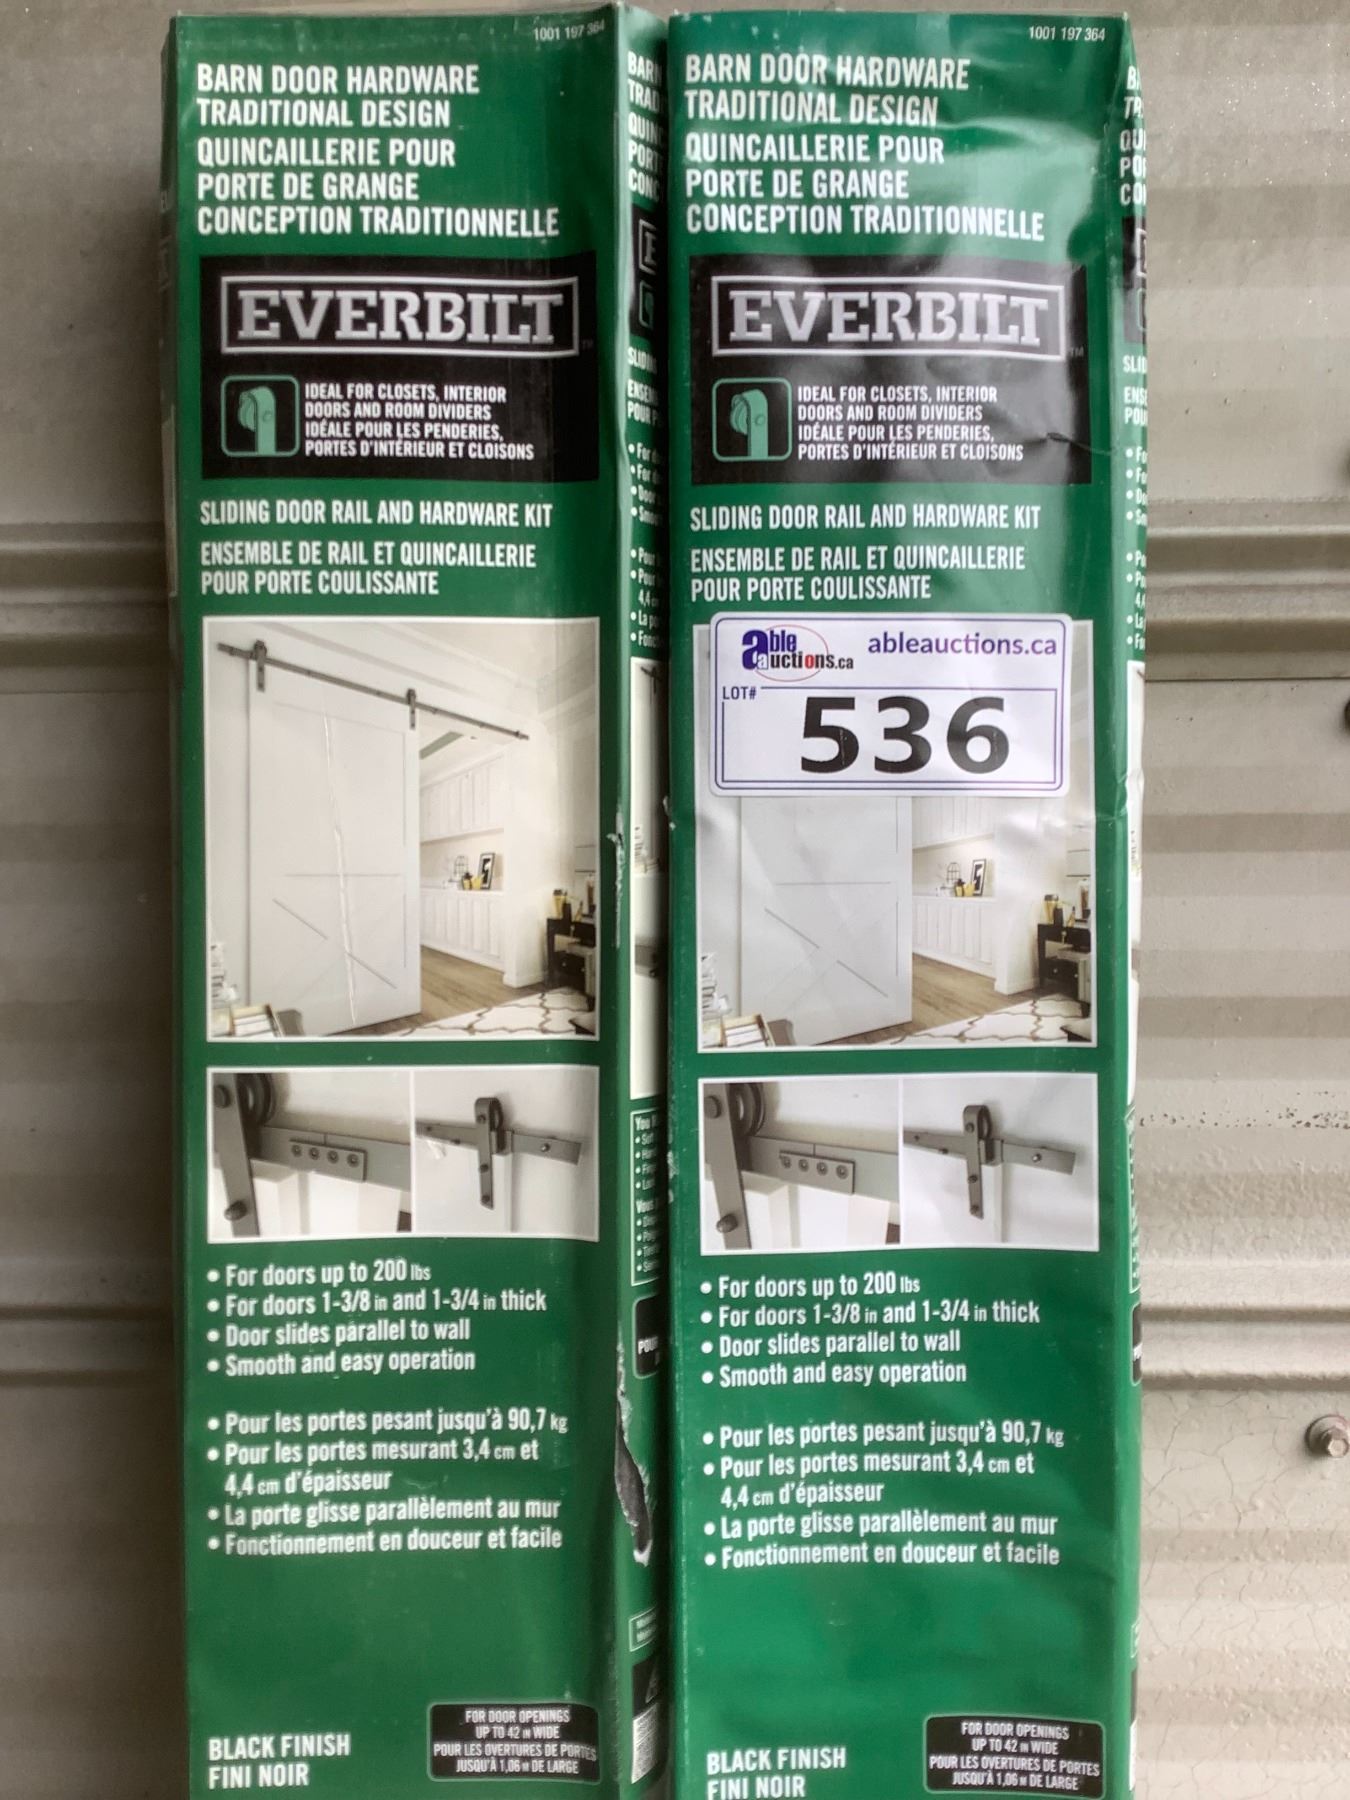 1001 197 364
BARN DOOR HARDWARE
TRADITIONAL DESIGN
QUINCAILLERIE POUR
PORTE DE GRANGE
CONCEPTION TRADITIONNELLE
EVERBILT
IDEAL FOR CLOSETS, INTERIOR
DOORS AND ROOM DIVIDERS
IDÉALE POUR LES PENDERIES,
PORTES D'INTÉRIEUR ET CLOISONS
SLIDING DOOR RAIL AND HARDWARE KIT
ENSEMBLE DE RAIL ET QUINCAILLERIE
POUR PORTE COULISSANTE
• For doors up to 200 lbs
• For doors 1-3/8 in and 1-3/4 in thick
• Door slides parallel to wall
• Smooth and easy operation
• Pour les portes pesant jusqu'à 90,7 kg
• Pour les portes mesurant 3,4 cm et
4,4 cm d'épaisseur
• La porte glisse parallèlement au mur
• Fonctionnement en douceur et facile
BLACK FINISH
FINI NOIR
FOR DOOR OPENINGS
UP TO 42 IN WIDE
POUR LES OVERTURES DE PORTES
JUSQU'À 1,06 M DE LARGE
1001 197 364
BARN DOOR HARDWARE
TRADITIONAL DESIGN
QUINCAILLERIE POUR
PORTE DE GRANGE
CONCEPTION TRADITIONNELLE
EVERBILT TM
IDEAL FOR CLOSETS, INTERIOR
DOORS AND ROOM DIVIDERS
IDÉALE POUR LES PENDERIES,
PORTES D'INTÉRIEUR ET CLOISONS
SLIDING DOOR RAIL AND HARDWARE KIT
ENSEMBLE DE RAIL ET QUINCAILLERIE
POUR PORTE COULISSANTE
able auctions.ca
ableauctions.ca
LOT#
536
• For doors up to 200 lbs
• For doors 1-3/8 in and 1-3/4 in thick
• Door slides parallel to wall
• Smooth and easy operation
• Pour les portes pesant jusqu'à 90,7 kg
• Pour les portes mesurant 3,4 cm et
4,4 cm d'épaisseur
• La porte glisse parallèlement au mur
• Fonctionnement en douceur et facile
BLACK FINISH
FINI NOIR
FOR DOOR OPENINGS
UP TO 42 IN WIDE
POUR LES OVERTURES DE PORTES
JUSQU'À 1,06 M DE LARGE